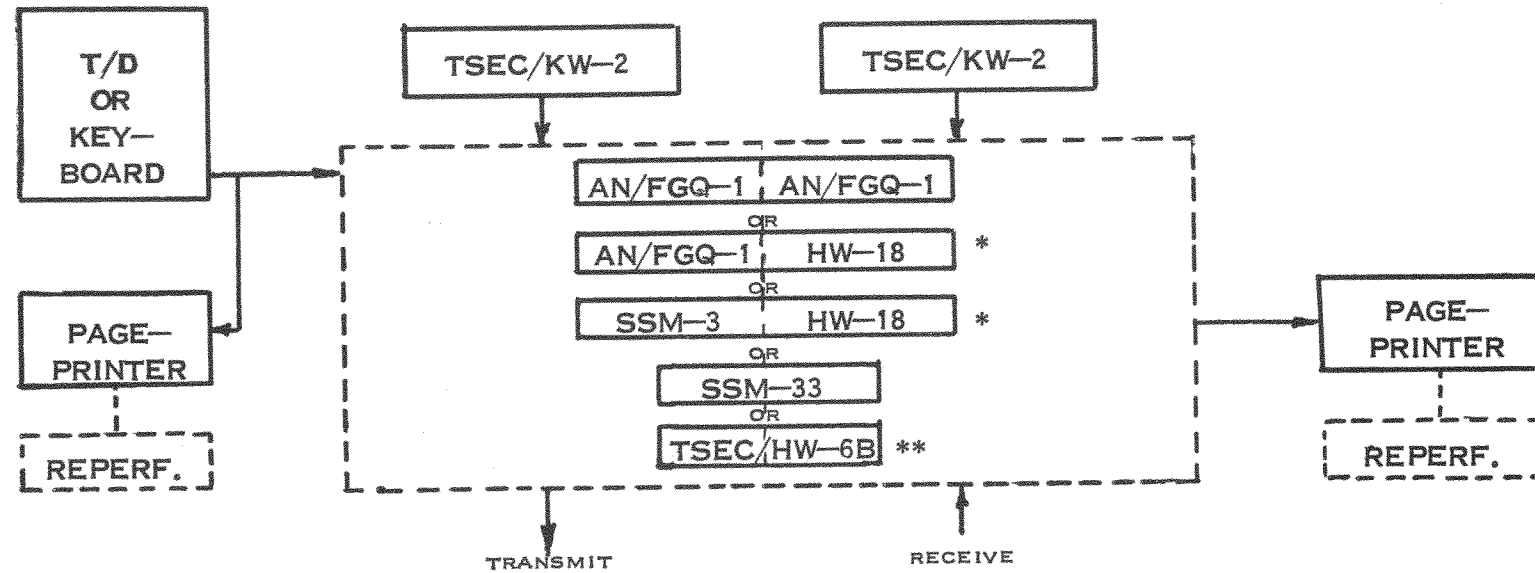 T/D
OR
KEY—
BOARD
TSEC/KW—2
TSEC/KW—2
AN/FGQ—1 AN/FGQ—1
OR
AN/FGQ—1 HW—18 *
OR
SSM—3 HW—18 *
OR
SSM—33
OR
TSEC/HW—6B **
PAGE—
PRINTER
REPERF.
PAGE—
PRINTER
REPERF.
TRANSMIT
RECEIVE